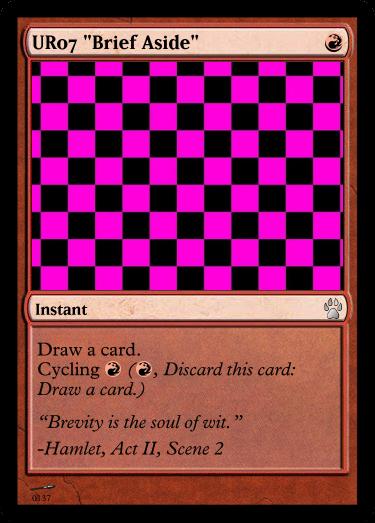 UR07 "Brief Aside"
Instant
Draw a card.
Cycling (, Discard this card:
Draw a card.)
“Brevity is the soul of wit.”
-Hamlet, Act II, Scene 2
0137